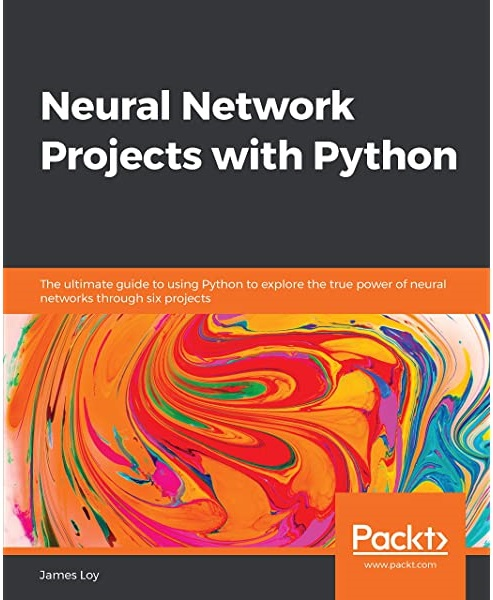 Neural Network
Projects with Python
The ultimate guide to using Python to explore the true power of neural
networks through six projects
Packt>
www.packt.com
James Loy